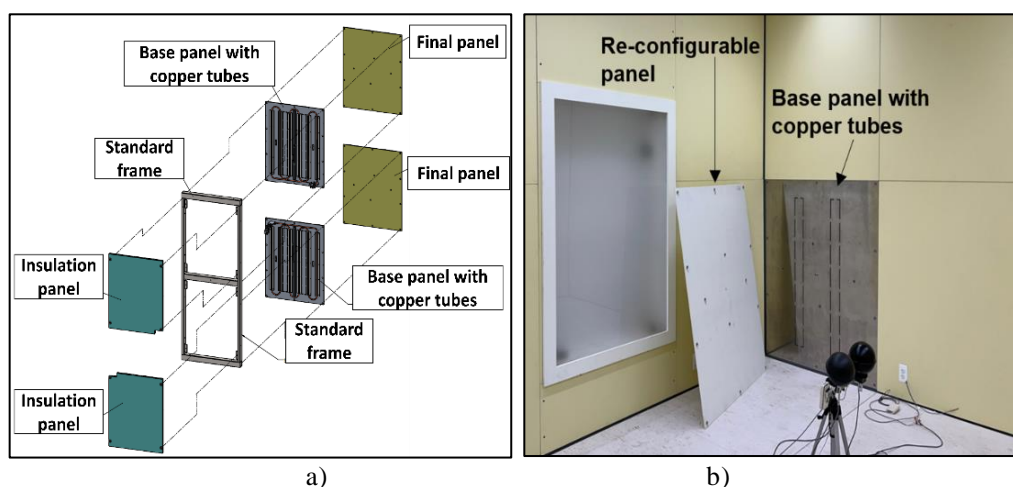 Final panel
Base panel with
copper tubes
Standard
frame
Final panel
Insulation
panel
Base panel with
copper tubes
Standard
frame
Insulation
panel
a)
Re-configurable
panel
Base panel with
copper tubes
b)